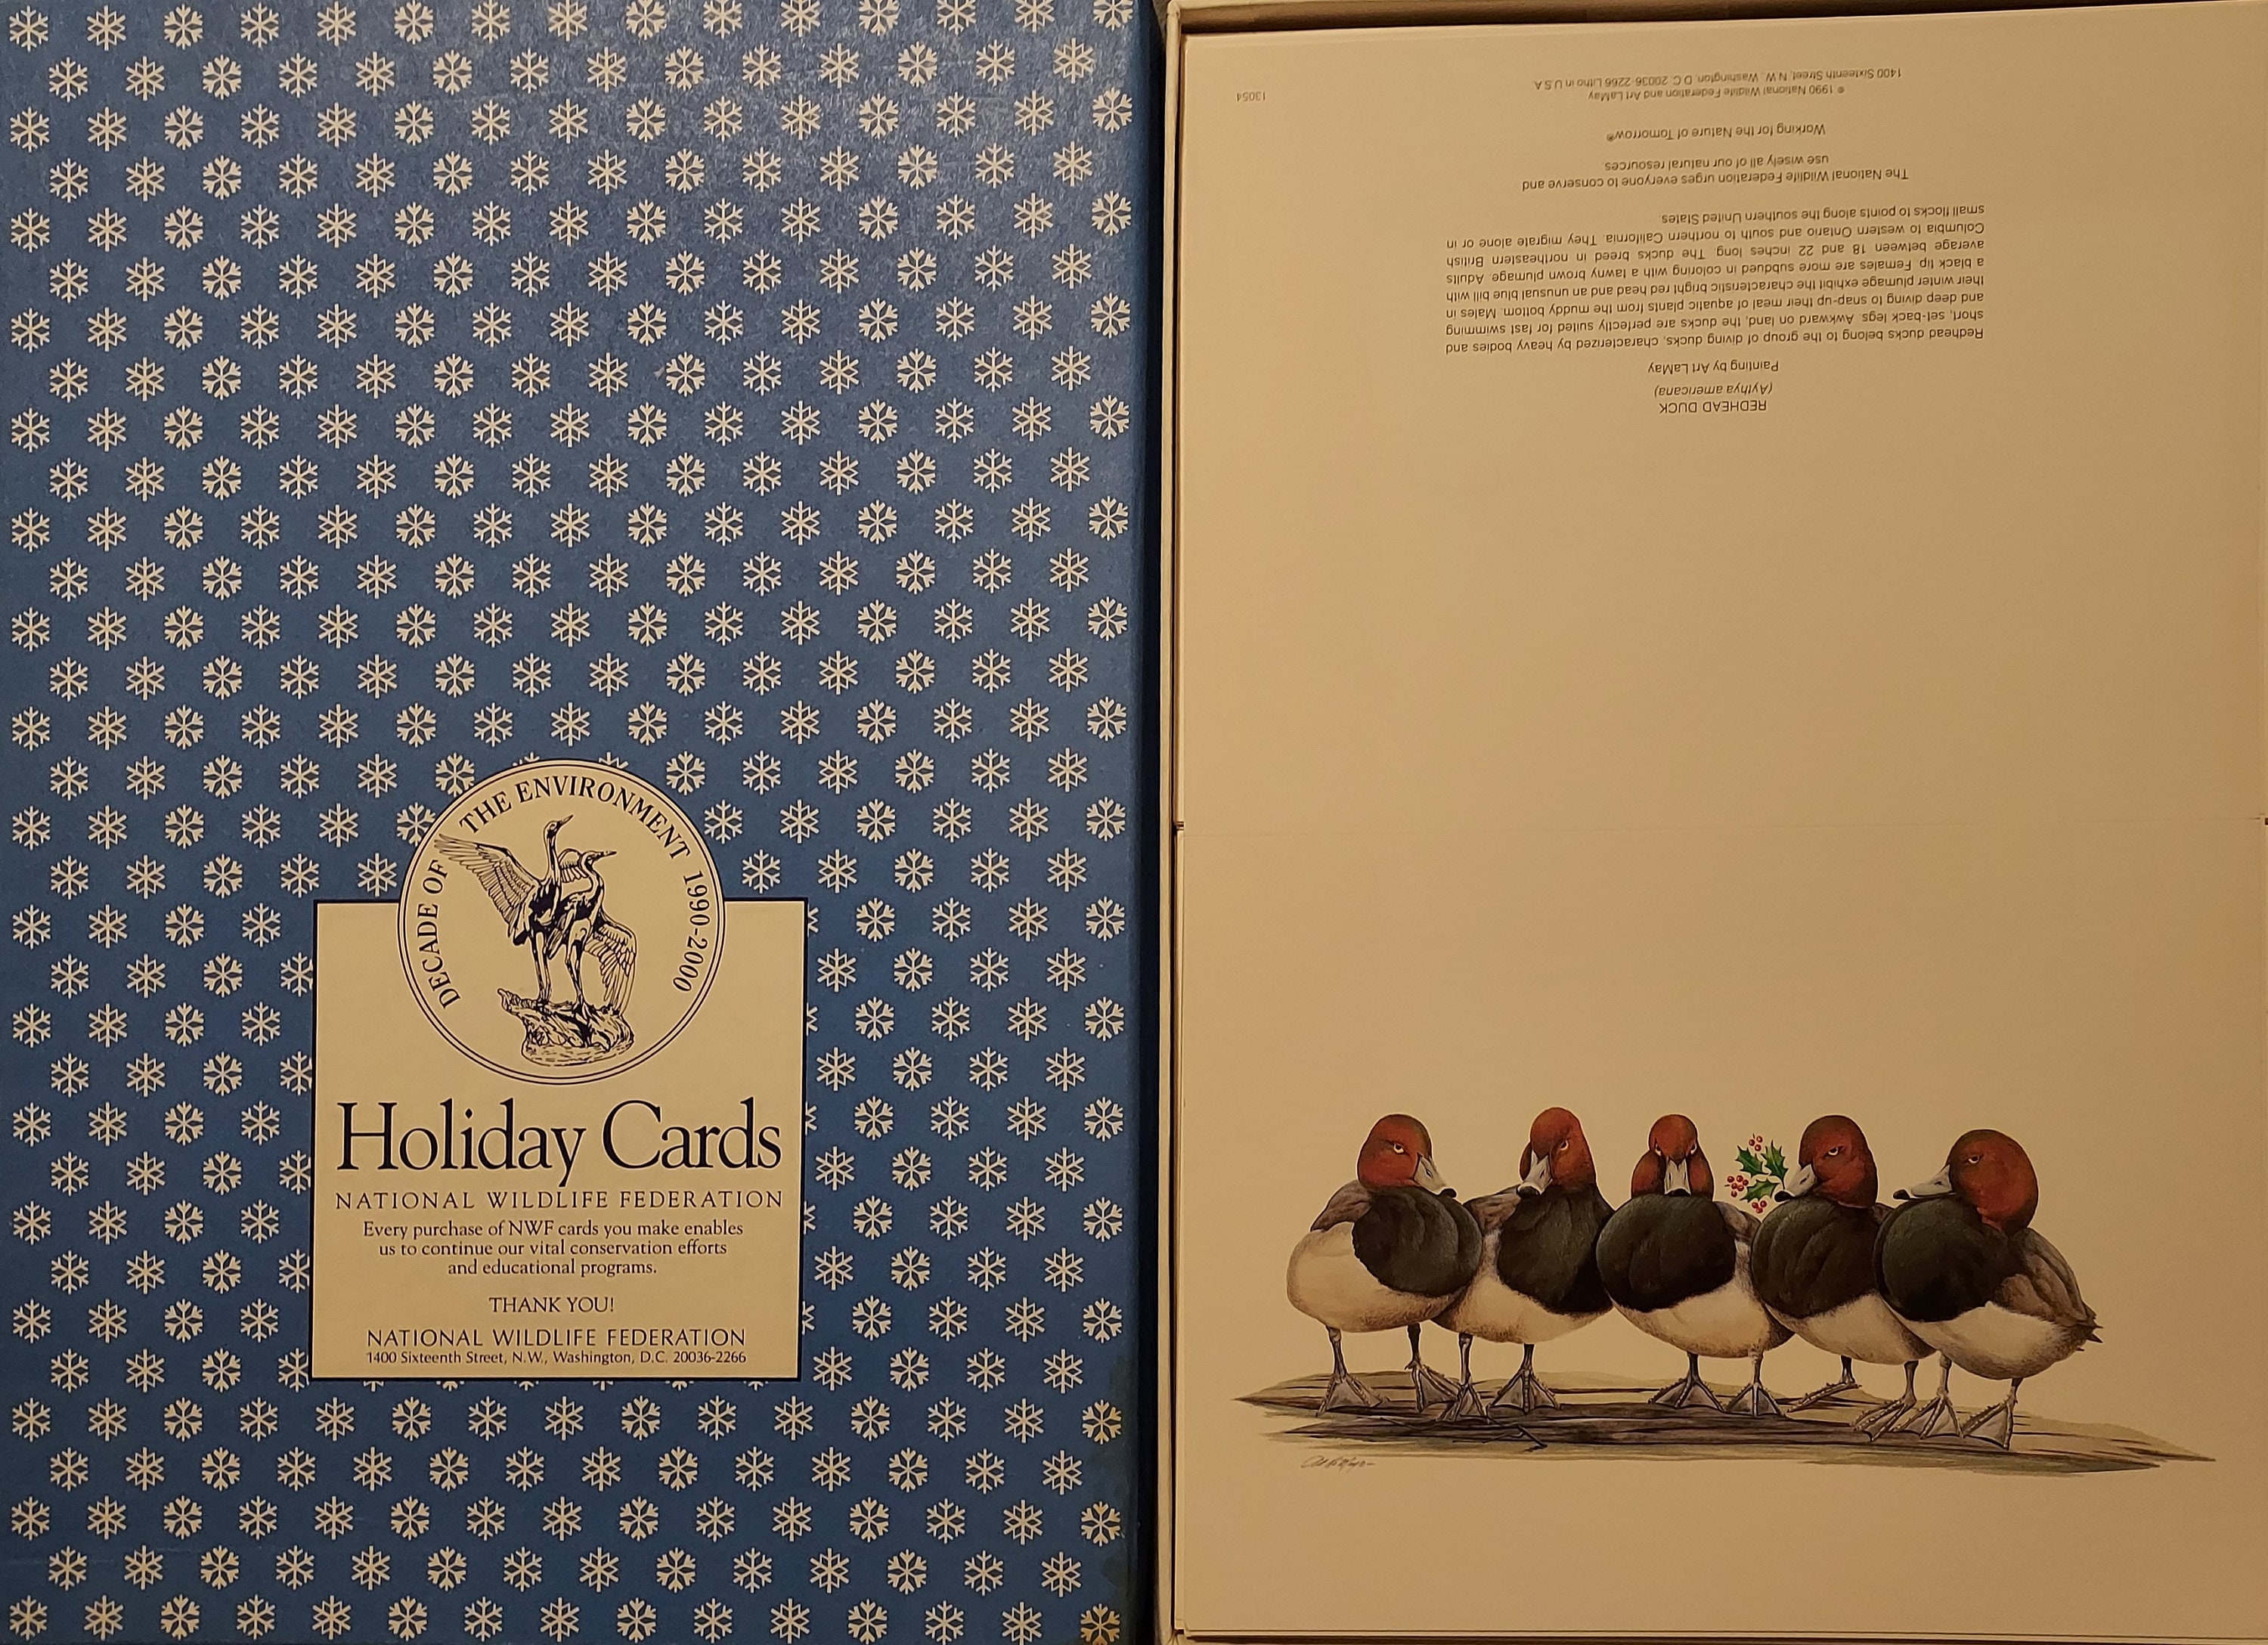 DECADE OF THE ENVIRONMENT 1990-2000
Holiday Cards
NATIONAL WILDLIFE FEDERATION
Every purchase of NWF cards you make enables
us to continue our vital conservation efforts
and educational programs.
THANK YOU!
NATIONAL WILDLIFE FEDERATION
1400 Sixteenth Street, N.W., Washington, D.C. 20036-2266
REDHEAD DUCK
(Aythya americana)
Painting by Art LaMay
Redhead ducks belong to the group of diving ducks, characterized by heavy bodies and
short, set-back legs. Awkward on land, the ducks are perfectly suited for fast swimming
and deep diving to snap-up their meal of aquatic plants from the muddy bottom. Males in
their winter plumage exhibit the characteristic bright red head and an unusual blue bill with
a black tip. Females are more subdued in coloring with a tawny brown plumage. Adults
average between 18 and 22 inches long. The ducks breed in northeastern British
Columbia to western Ontario and south to northern California. They migrate alone or in
small flocks to points along the southern United States.
The National Wildlife Federation urges everyone to conserve and
use wisely all of our natural resources.
Working for the Nature of Tomorrow®
© 1990 National Wildlife Federation and Art LaMay
1400 Sixteenth Street, N.W. Washington, D.C. 20036-2266 Litho in U.S.A.
13054